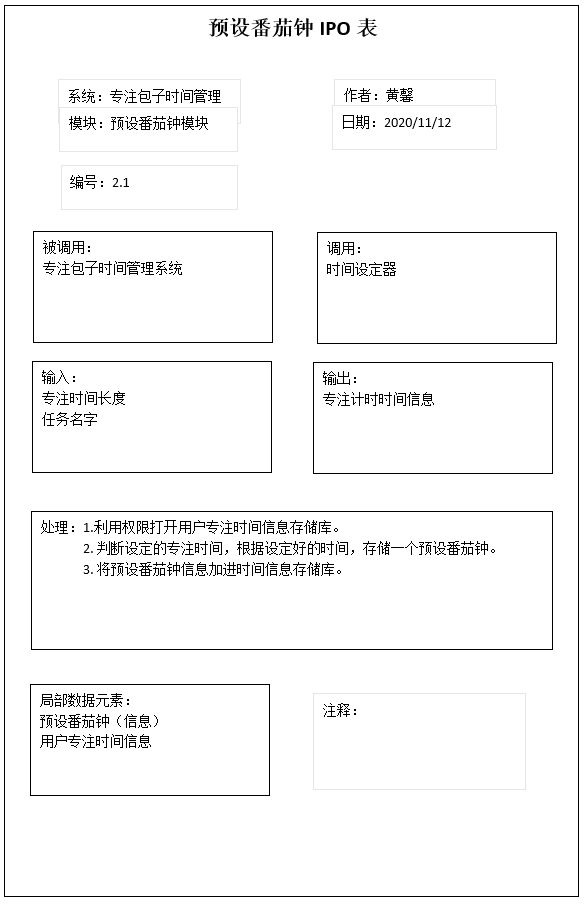 预设番茄钟 IPO 表
系统：专注包子时间管理
作者：黄馨
模块：预设番茄钟模块
日期：2020/11/12
编号：2.1
被调用：
专注包子时间管理系统
调用：
时间设定器
输入：
专注时间长度
任务名字
输出：
专注计时时间信息
处理：1.利用权限打开用户专注时间信息存储库。
2. 判断设定的专注时间，根据设定好的时间，存储一个预设番茄钟。
3. 将预设番茄钟信息加进时间信息存储库。
局部数据元素：
预设番茄钟（信息）
用户专注时间信息
注释：